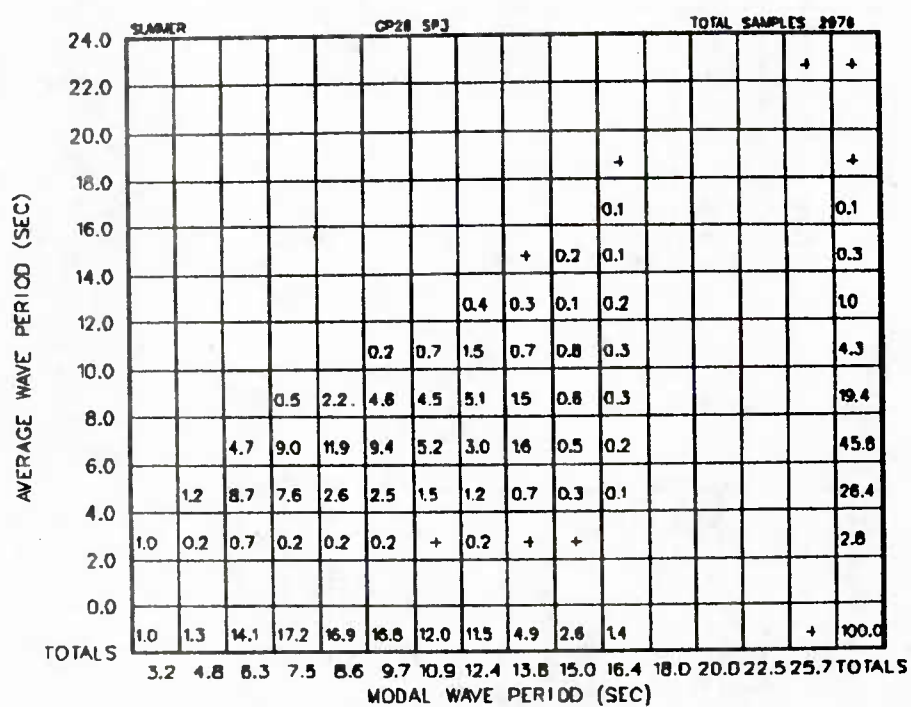 SUMMER CP28 SP3 TOTAL SAMPLES
24.0
+ +
22.0
20.0
+ +
18.0
0.1 0.1
16.0
+ 0.2 0.1 0.3
14.0
0.4 0.3 0.1 0.2 1.0
12.0
0.2 0.7 1.5 0.7 0.8 0.3 4.3
10.0
0.5 2.2 4.6 4.5 5.1 1.5 0.6 0.3 19.4
8.0
4.7 9.0 11.9 9.4 5.2 3.0 1.6 0.5 0.2 45.6
6.0
1.2 8.7 7.6 2.6 2.5 1.5 1.2 0.7 0.3 0.1 26.4
4.0
1.0 0.2 0.7 0.2 0.2 0.2 + 0.2 + + 2.8
2.0
0.0
1.0 1.3 14.1 17.2 16.9 16.8 12.0 11.5 4.9 2.6 1.4 + 100.0
TOTALS
3.2 4.8 6.3 7.5 8.6 9.7 10.9 12.4 13.8 15.0 16.4 18.0 20.0 22.5 25.7 TOTALS
MODAL WAVE PERIOD (SEC)
AVERAGE WAVE PERIOD (SEC)